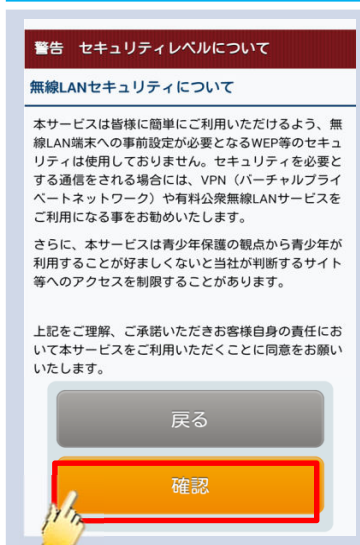 警告　セキュリティレベルについて
無線LANセキュリティについて
本サービスは皆様に簡単にご利用いただけるよう、無
線LAN端末への事前設定が必要となるWEP等のセキュ
リティは使用しておりません。セキュリティを必要と
する通信をされる場合には、VPN（バーチャルプライ
ベートネットワーク）や有料公衆無線LANサービスを
ご利用になる事をお勧めいたします。
さらに、本サービスは青少年保護の観点から青少年が
利用することが好ましくないと当社が判断するサイト
等へのアクセスを制限することがあります。
上記をご理解、ご承諾いただきお客様自身の責任にお
いて本サービスをご利用いただくことに同意をお願い
いたします。
戻る
確認